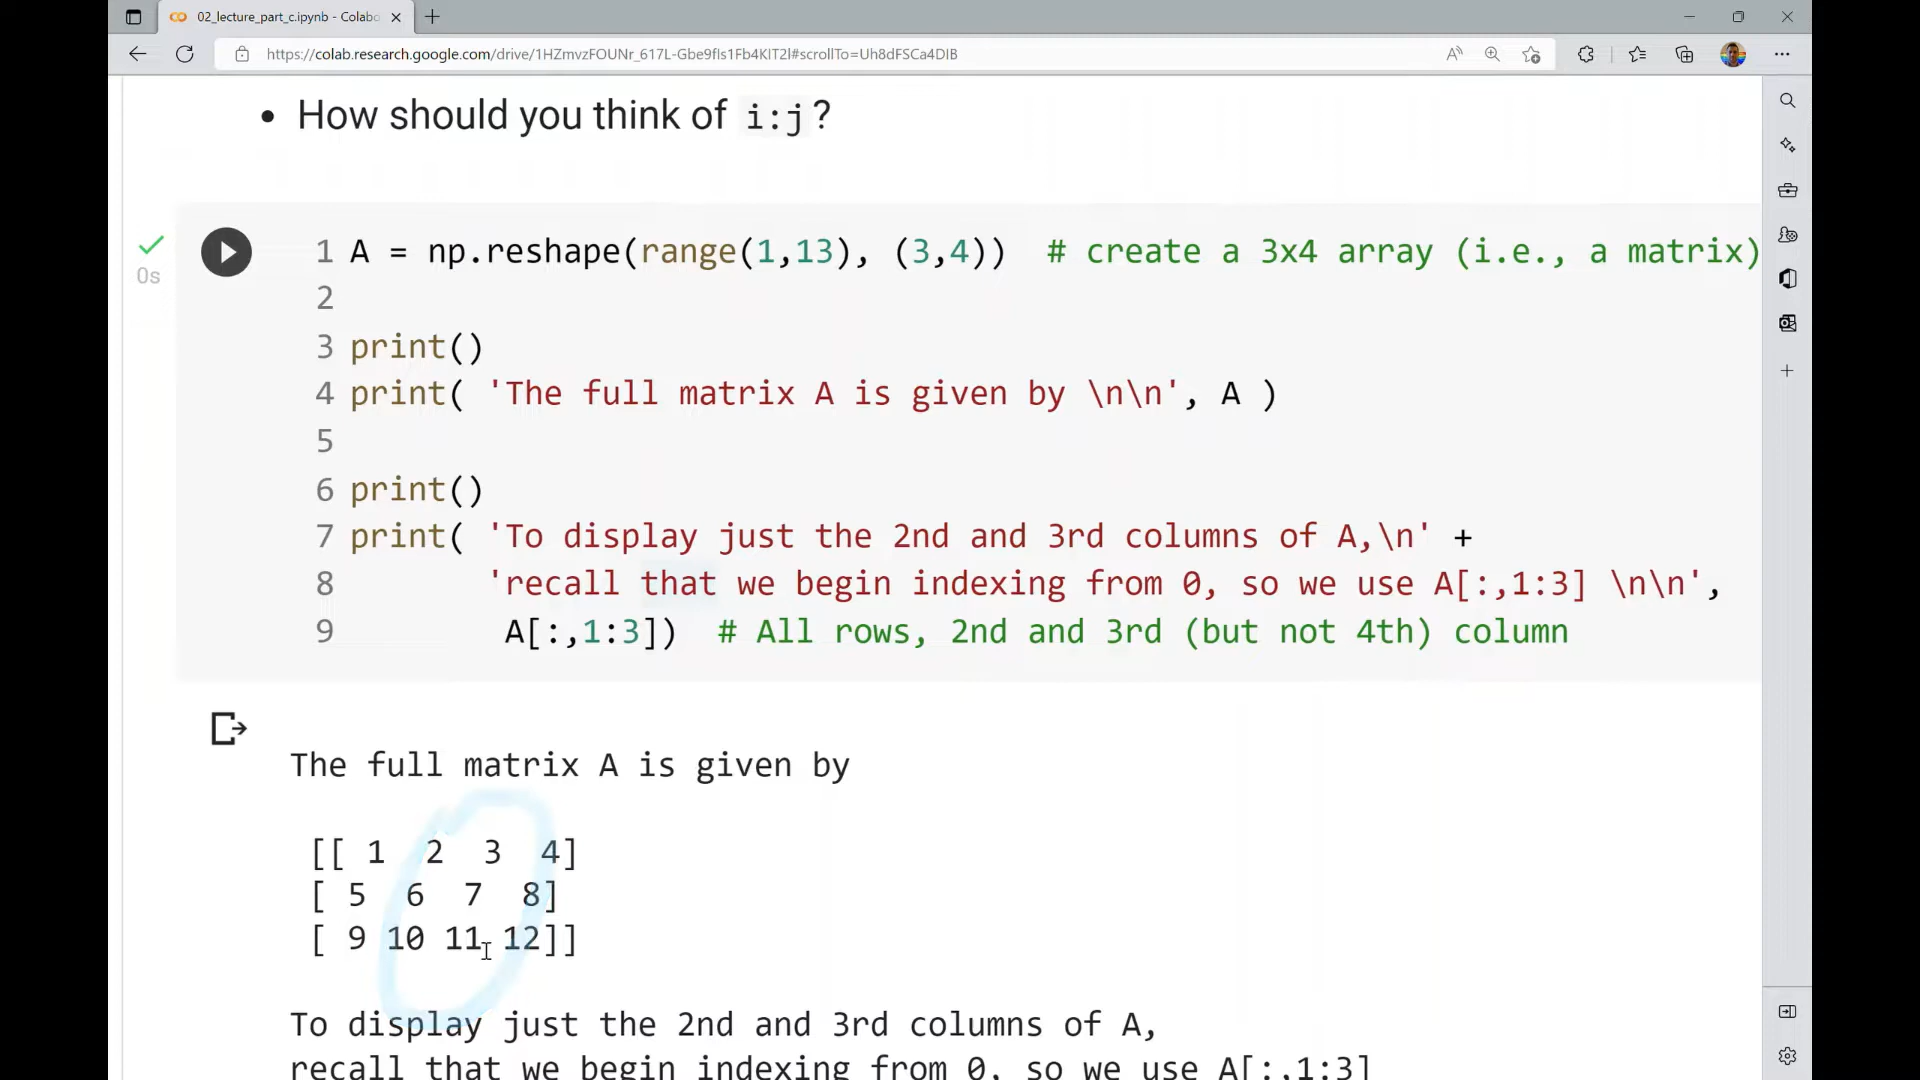 02_lecture_part_c.ipynb - Colabo
https://colab.research.google.com/drive/1HZmvzFOUNr_617L-Gbe9fIs1Fb4KIT2l#scrollTo=Uh8dFSCa4DIB
• How should you think of i:j?
0s
1 A = np.reshape(range(1,13), (3,4))  # create a 3x4 array (i.e., a matrix)
2
3 print()
4 print( 'The full matrix A is given by \n\n', A )
5
6 print()
7 print( 'To display just the 2nd and 3rd columns of A,\n' +
8        'recall that we begin indexing from 0, so we use A[:,1:3] \n\n',
9        A[:,1:3])  # All rows, 2nd and 3rd (but not 4th) column
The full matrix A is given by
[[ 1  2  3  4]
[ 5  6  7  8]
[ 9 10 11 12]]
To display just the 2nd and 3rd columns of A,
recall that we begin indexing from 0, so we use A[:,1:3]